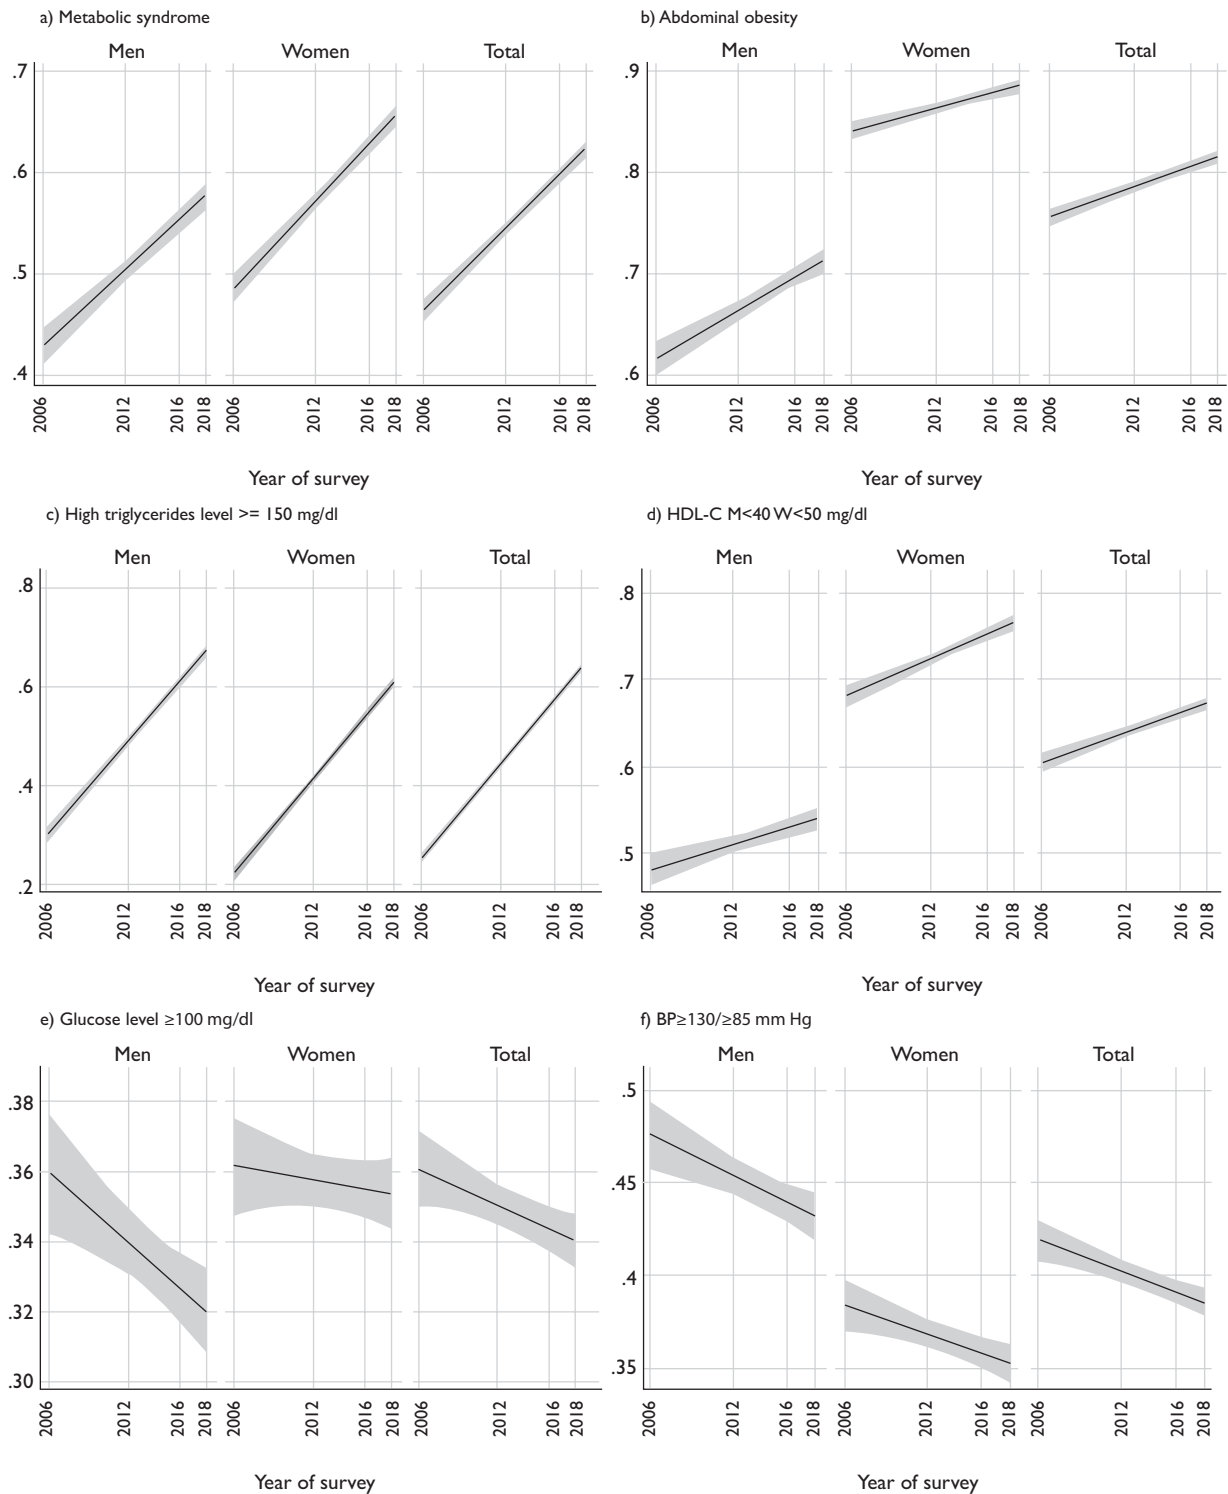 a) Metabolic syndrome
Men Women Total
.7
.6
.5
.4
2006 2012 2016 2018 2006 2012 2016 2018 2006 2012 2016 2018
Year of survey
b) Abdominal obesity
Men Women Total
.9
.8
.7
.6
2006 2012 2016 2018 2006 2012 2016 2018 2006 2012 2016 2018
Year of survey
c) High triglycerides level >= 150 mg/dl
Men Women Total
.8
.6
.4
.2
2006 2012 2016 2018 2006 2012 2016 2018 2006 2012 2016 2018
Year of survey
d) HDL-C M<40 W<50 mg/dl
Men Women Total
.8
.7
.6
.5
2006 2012 2016 2018 2006 2012 2016 2018 2006 2012 2016 2018
Year of survey
e) Glucose level ≥100 mg/dl
Men Women Total
.38
.36
.34
.32
.30
2006 2012 2016 2018 2006 2012 2016 2018 2006 2012 2016 2018
Year of survey
f) BP≥130/≥85 mm Hg
Men Women Total
.5
.45
.4
.35
2006 2012 2016 2018 2006 2012 2016 2018 2006 2012 2016 2018
Year of survey